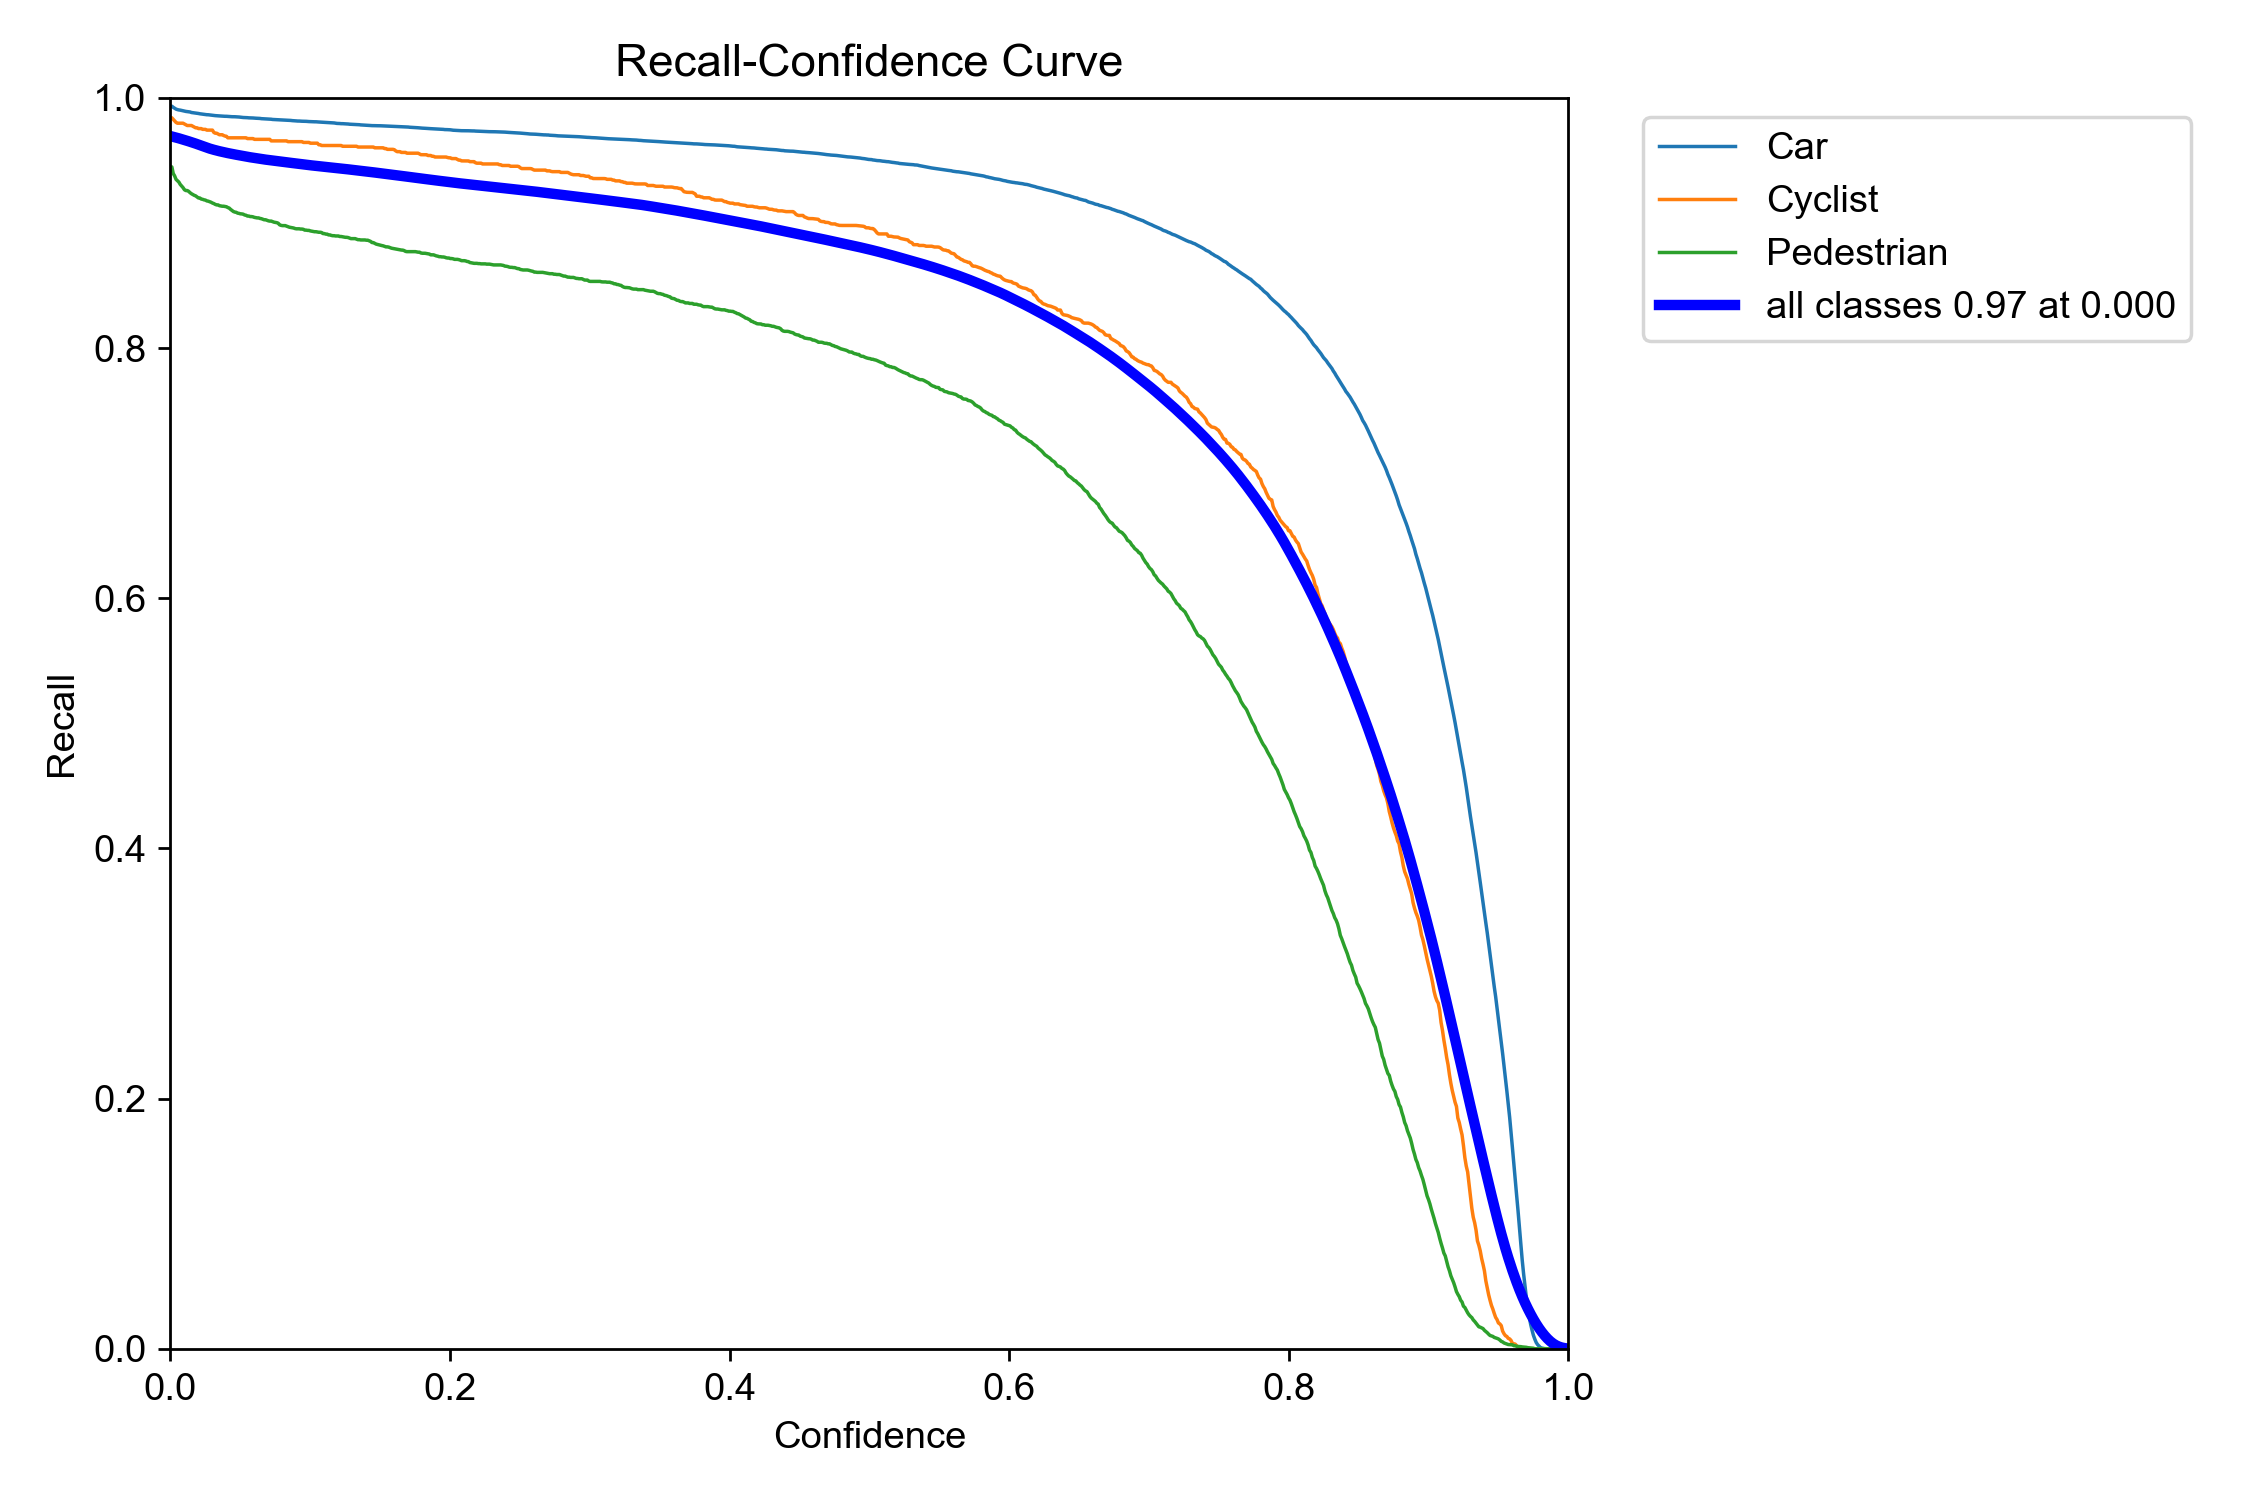 Recall-Confidence Curve
1.0
0.8
0.6
0.4
0.2
0.0
Recall
0.0 0.2 0.4 0.6 0.8 1.0
Confidence
Car
Cyclist
Pedestrian
all classes 0.97 at 0.000